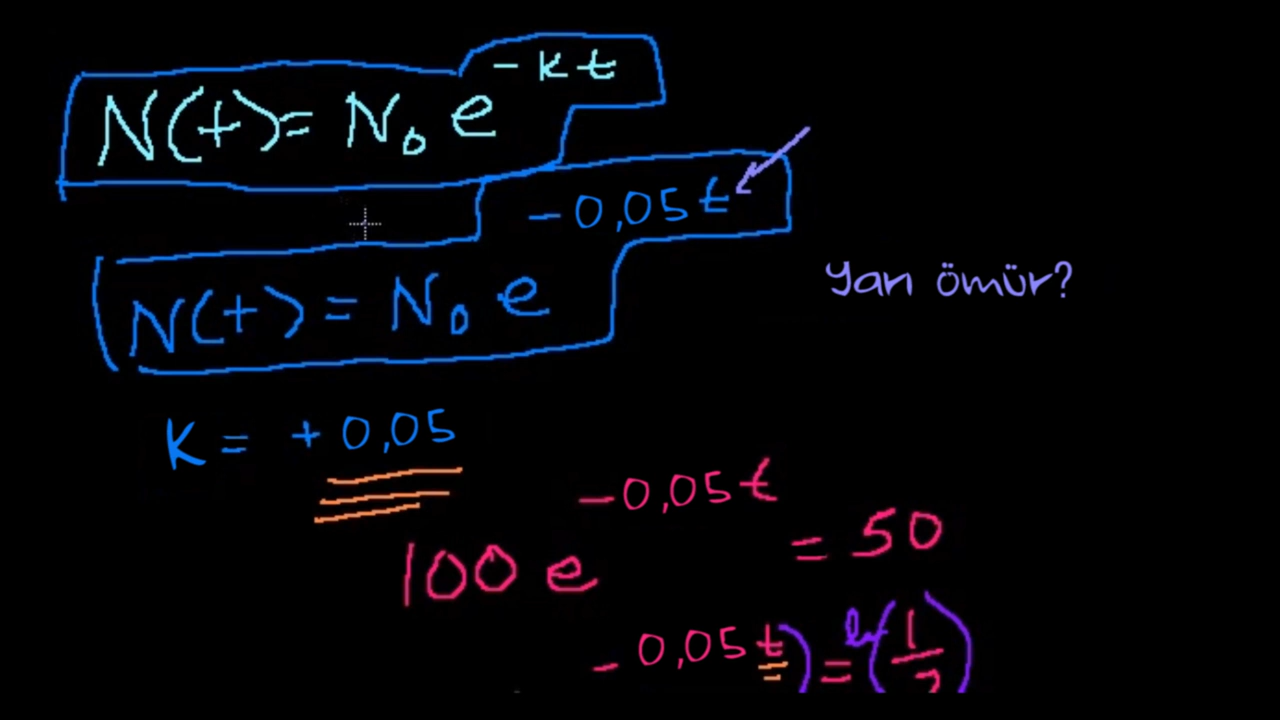 N(t) = N₀ e^(-kt)
N(t) = N₀ e^(-0,05t)
Yarı ömür?
K = + 0,05
100 e^(-0,05t) = 50
-0,05t) = ln(1/2)